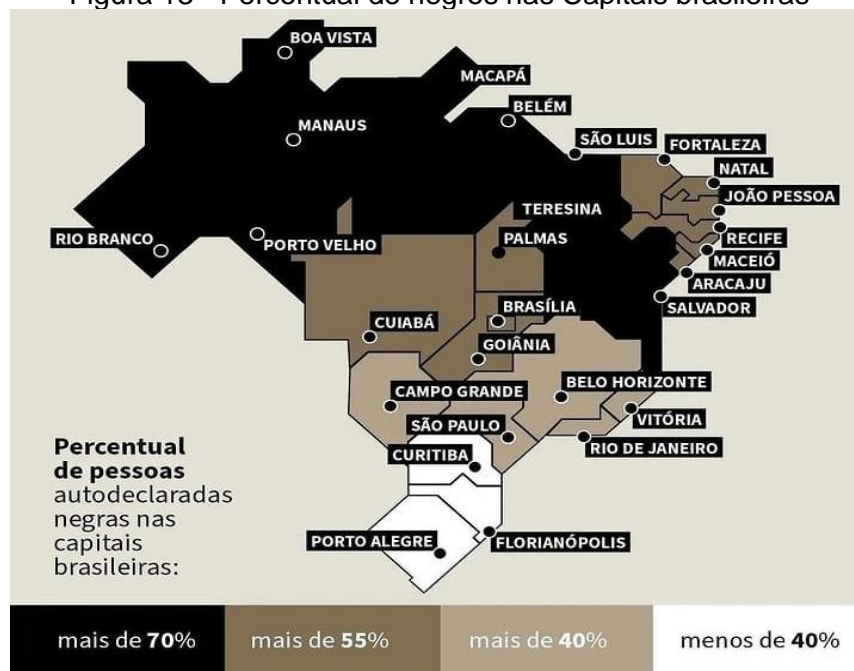 Figura 18 - Percentual de negros nas Capitais brasileiras
BOA VISTA
MACAPÁ
BELÉM
MANAUS
SÃO LUIS
FORTALEZA
NATAL
JOÃO PESSOA
TERESINA
RIO BRANCO
PORTO VELHO
PALMAS
RECIFE
MACEIÓ
ARACAJU
SALVADOR
BRASÍLIA
CUIABÁ
GOIÂNIA
BELO HORIZONTE
CAMPO GRANDE
VITÓRIA
SÃO PAULO
RIO DE JANEIRO
CURITIBA
PORTO ALEGRE
FLORIANÓPOLIS
Percentual
de pessoas
autodeclaradas
negras nas
capitais
brasileiras:
mais de 70%
mais de 55%
mais de 40%
menos de 40%